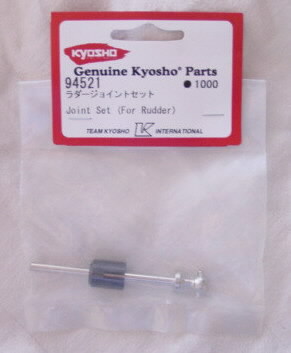 KYOSHO
Genuine Kyosho® Parts
94521 ●1000
ラダージョイントセット
Joint Set (For Rudder)
TEAM KYOSHO K INTERNATIONAL